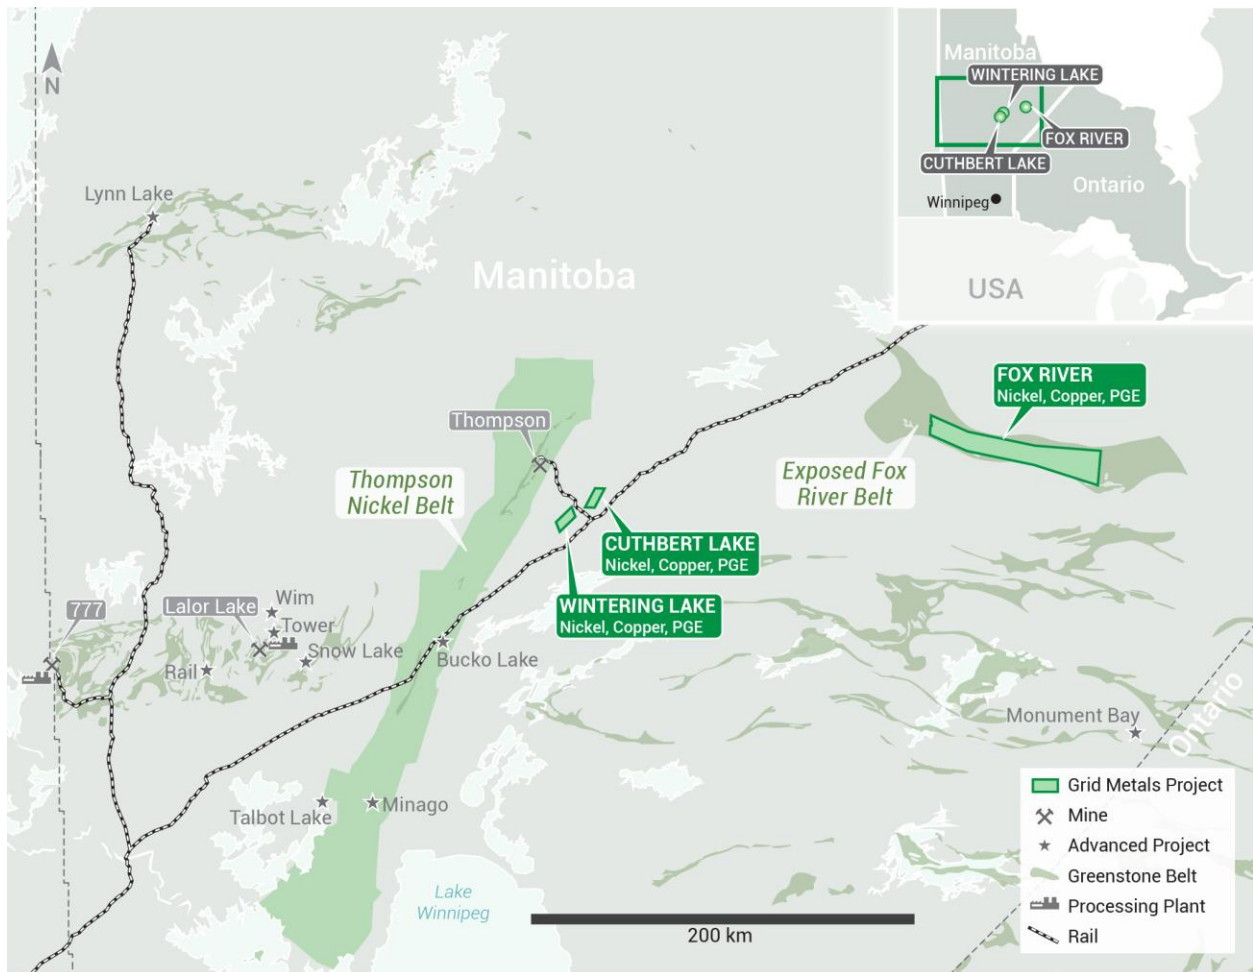 N
Lynn Lake
Manitoba
Thompson
Thompson
Nickel Belt
FOX RIVER
Nickel, Copper, PGE
Exposed Fox
River Belt
CUTHBERT LAKE
Nickel, Copper, PGE
WINTERING LAKE
Nickel, Copper, PGE
777
Lalor Lake
Wim
Tower
Snow Lake
Rail
Bucko Lake
Monument Bay
Ontario
Talbot Lake
Minago
Lake
Winnipeg
200 km
Manitoba
WINTERING LAKE
FOX RIVER
CUTHBERT LAKE
Ontario
Winnipeg
USA
Grid Metals Project
Mine
Advanced Project
Greenstone Belt
Processing Plant
Rail